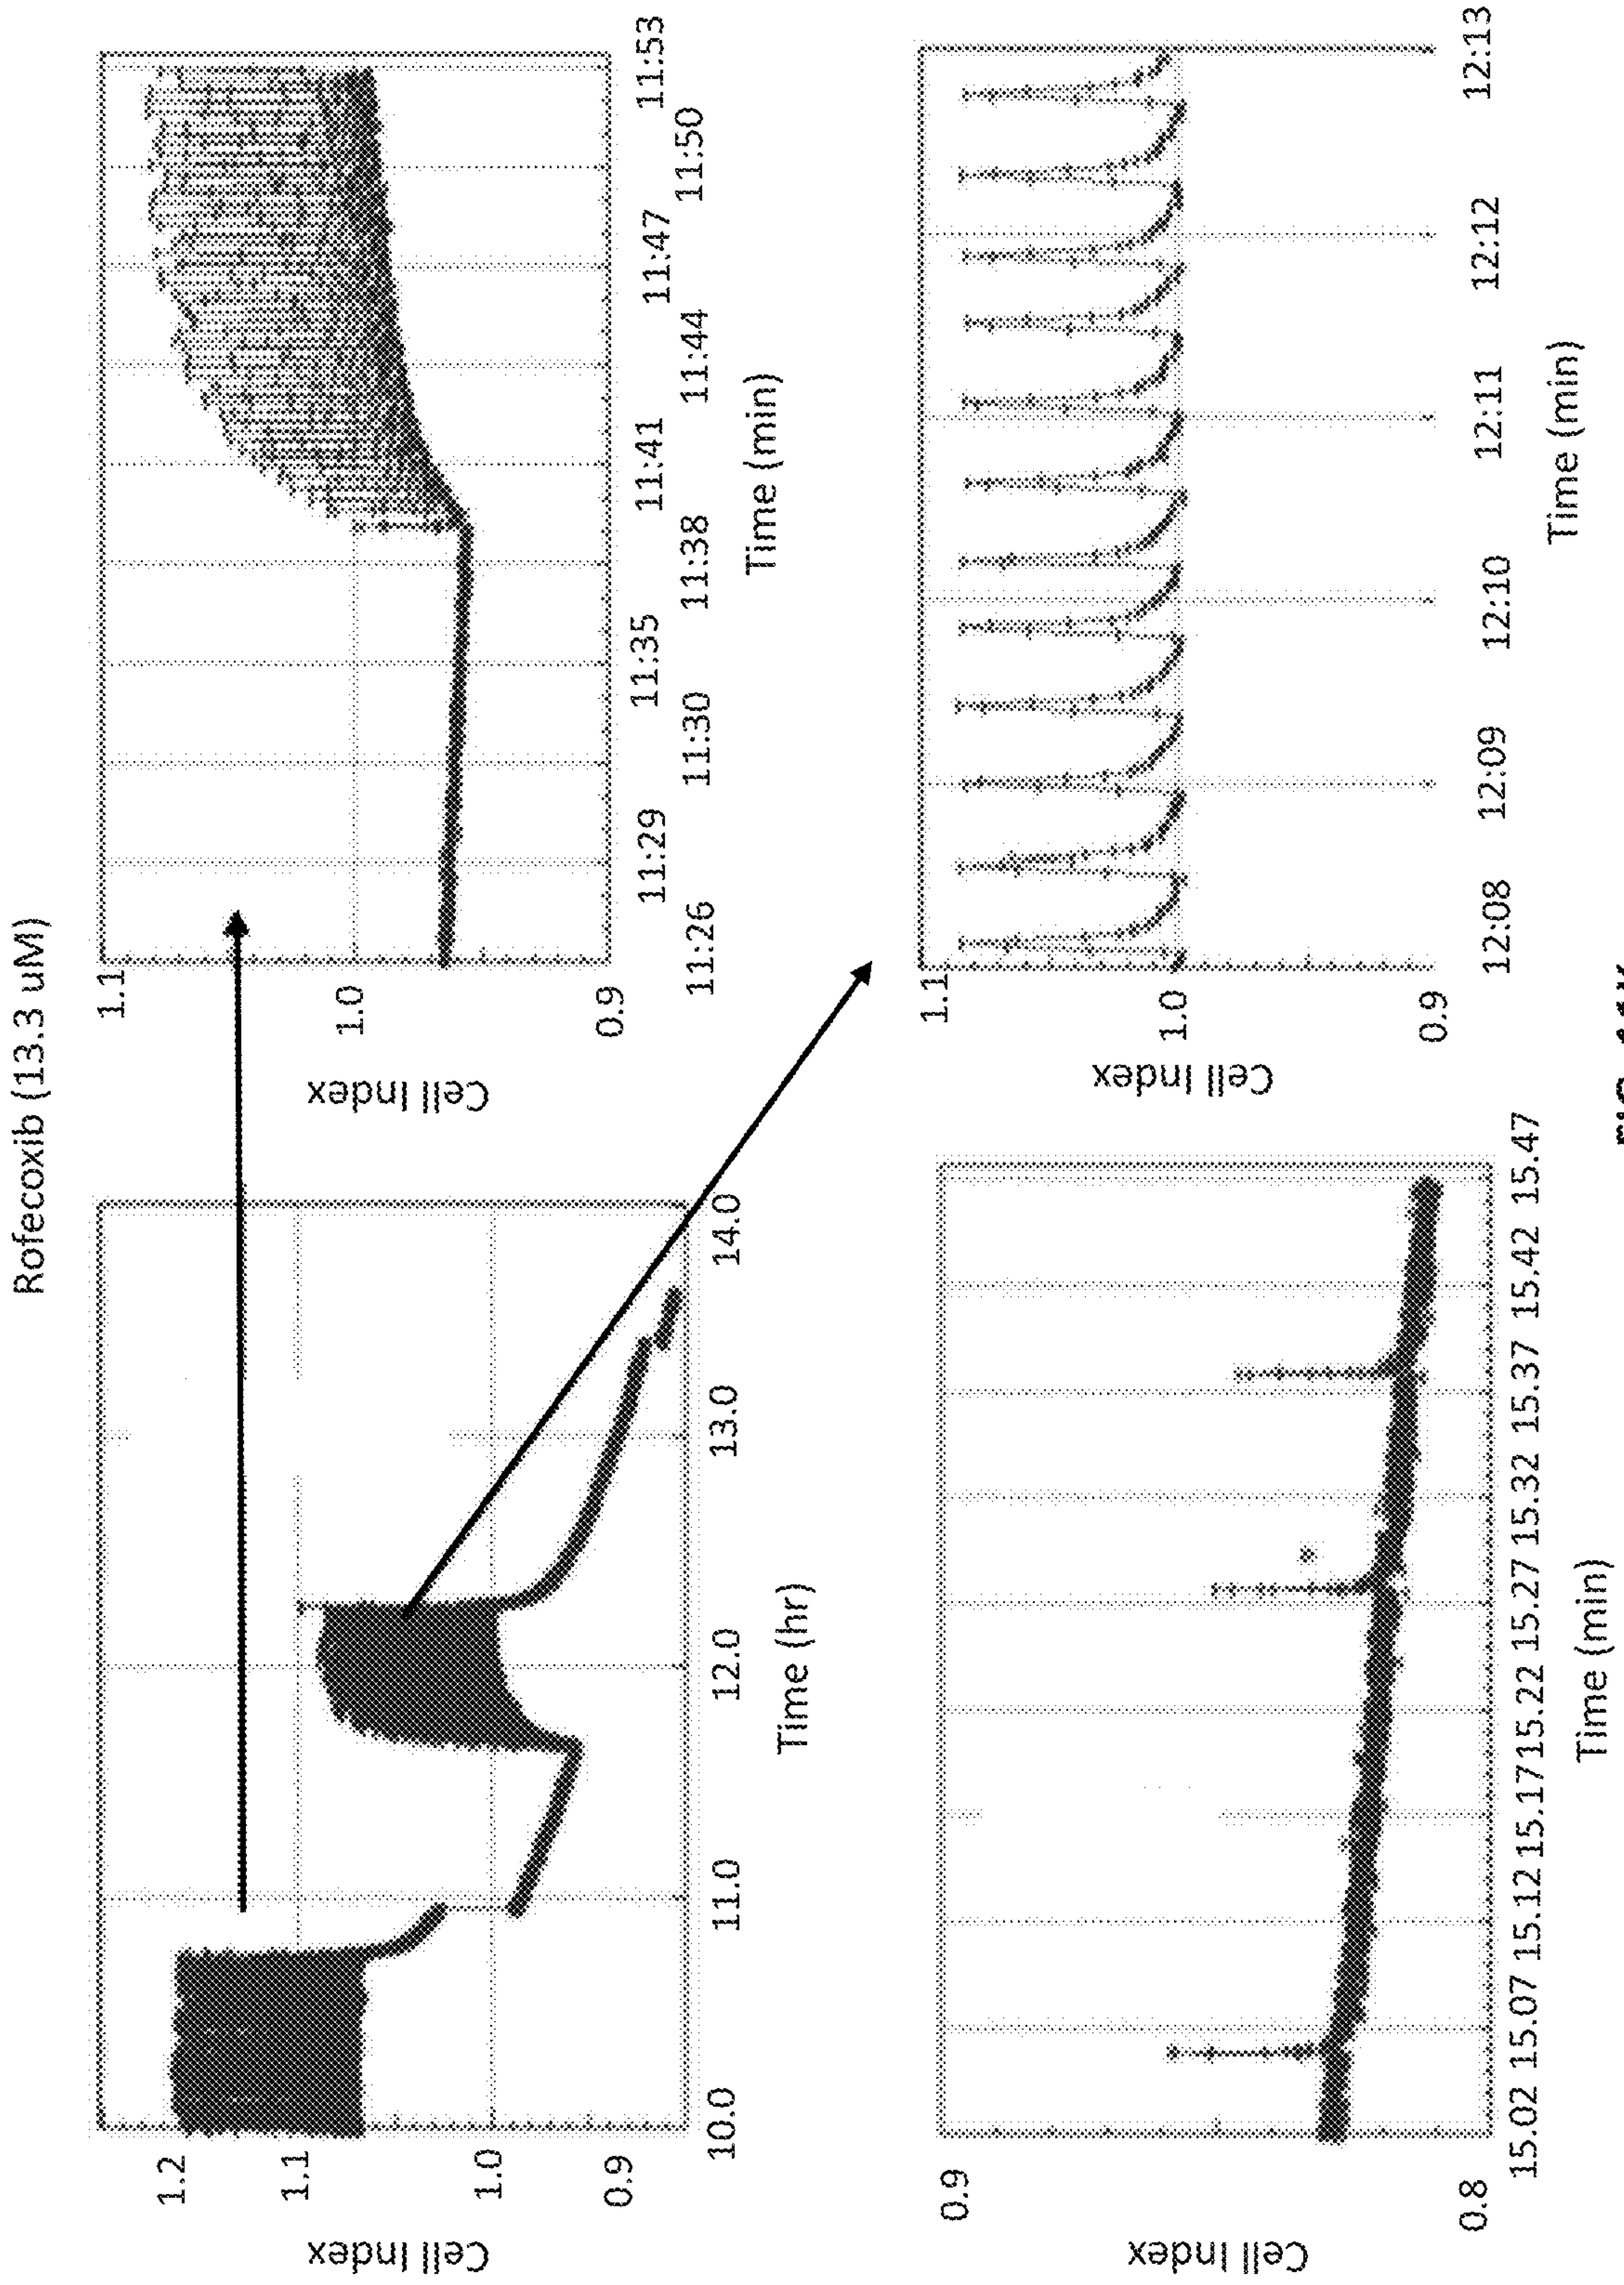 Rofecoxib (13.3 uM)
Cell Index
1.2
1.1
1.0
0.9
10.0 11.0 12.0 13.0 14.0
Time (hr)
Cell Index
1.1
1.0
0.9
11:26 11:29 11:30 11:35 11:38 11:41 11:44 11:47 11:50 11:53
Time (min)
Cell Index
0.9
0.8
15.02 15.07 15.12 15.17 15.22 15.27 15.32 15.37 15.42 15.47
Time (min)
Cell Index
1.1
1.0
0.9
12:08 12:09 12:10 12:11 12:12 12:13
Time (min)